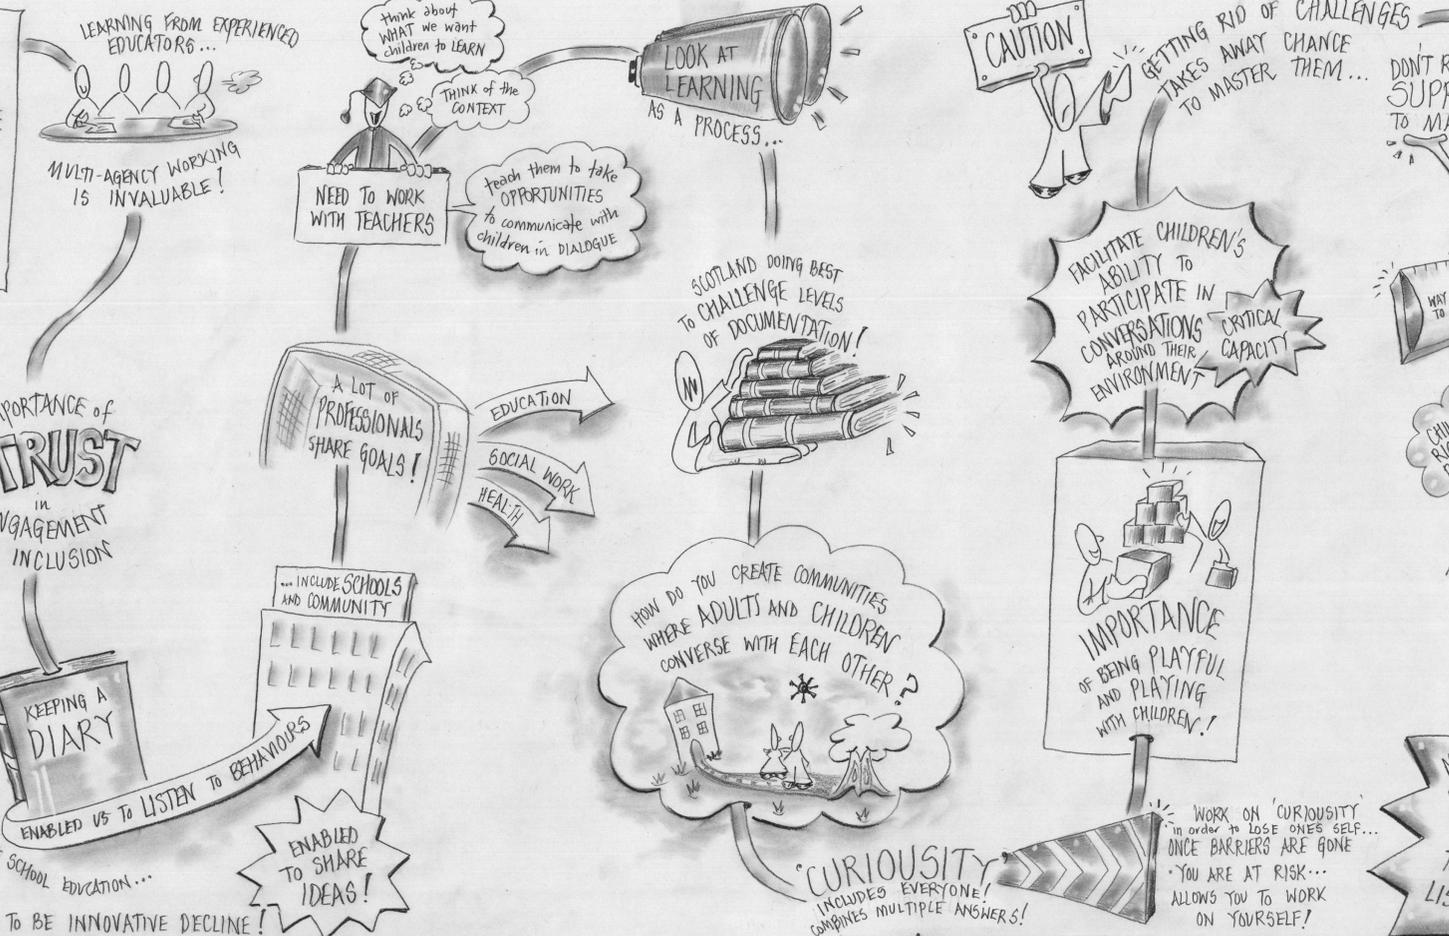 LEARNING FROM EXPERIENCED
EDUCATORS...
MULTI-AGENCY WORKING
IS INVALUABLE!
PORTANCE of
TRUST
in
NGAGEMENT
INCLUSION
KEEPING A
DIARY
ENABLED US TO LISTEN TO BEHAVIOURS
SCHOOL EDUCATION...
TO BE INNOVATIVE DECLINE!
think about
WHAT we want
children to LEARN
THINK of the
CONTEXT
NEED TO WORK
WITH TEACHERS
teach them to take
OPPORTUNITIES
to communicate with
children in DIALOGUE
A LOT OF
PROFESSIONALS
SHARE GOALS!
EDUCATION
SOCIAL WORK
HEALTH
... INCLUDE SCHOOLS
AND COMMUNITY
ENABLED
TO SHARE
IDEAS!
LOOK AT
LEARNING
AS A PROCESS...
SCOTLAND DOING BEST
TO CHALLENGE LEVELS
OF DOCUMENTATION!
HOW DO YOU CREATE COMMUNITIES
WHERE ADULTS AND CHILDREN
CONVERSE WITH EACH OTHER?
'CURIOUSITY'
INCLUDES EVERYONE!
COMBINES MULTIPLE ANSWERS!
CAUTION
GETTING RID OF CHALLENGES
TAKES AWAY CHANCE
TO MASTER THEM...
FACILITATE CHILDREN'S
ABILITY TO
PARTICIPATE IN
CONVERSATIONS
AROUND THEIR
ENVIRONMENT
CRITICAL
CAPACITY
IMPORTANCE
OF BEING PLAYFUL
AND PLAYING
WITH CHILDREN!
WORK ON 'CURIOUSITY'
in order to LOSE ONE'S SELF...
ONCE BARRIERS ARE GONE
YOU ARE AT RISK...
ALLOWS YOU TO WORK
ON YOURSELF!
DON'T R
SUPP
TO MA
WAY
TO
CHIL
LIS